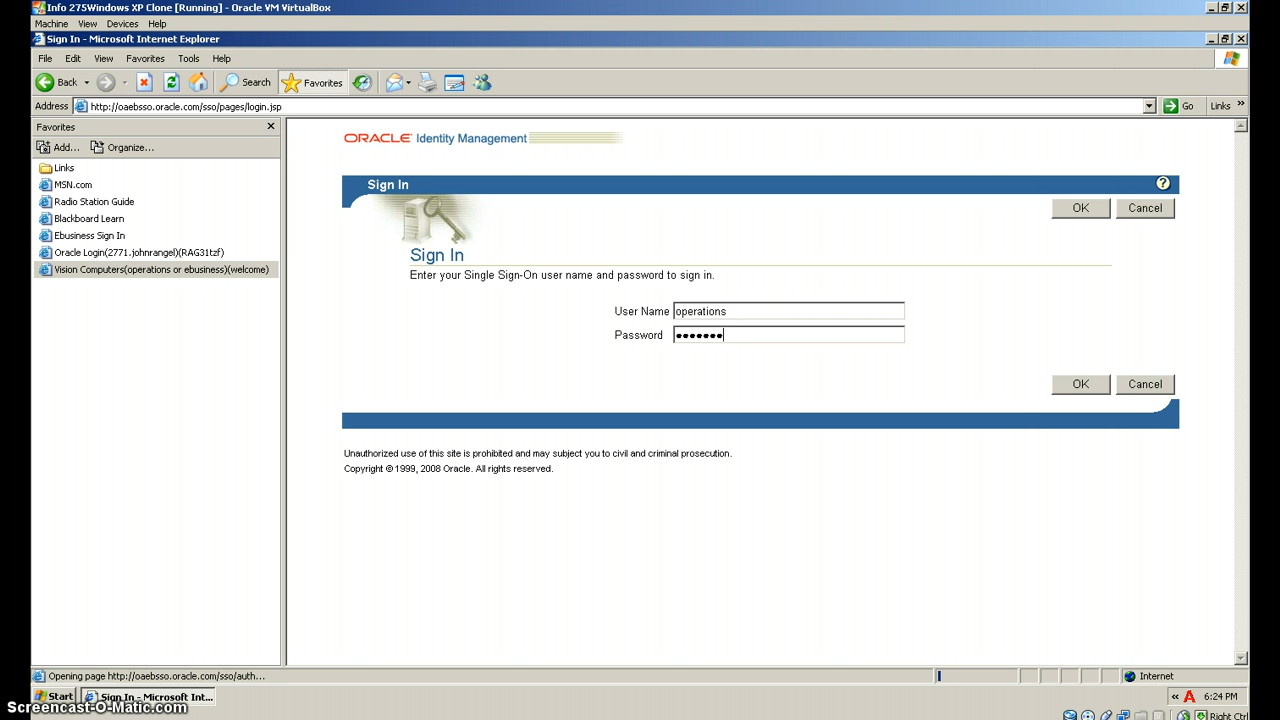 Info 275Windows XP Clone [Running] - Oracle VM VirtualBox
Machine View Devices Help
Sign In - Microsoft Internet Explorer
File Edit View Favorites Tools Help
Back Search Favorites
Address http://oaebsso.oracle.com/sso/pages/login.jsp Go Links »
Favorites
Add... Organize...
Links
MSN.com
Radio Station Guide
Blackboard Learn
Ebusiness Sign In
Oracle Login(2771.johnrangel)(RAG31tzf)
Vision Computers(operations or ebusiness)(welcome)
ORACLE Identity Management
Sign In ?
OK Cancel
Sign In
Enter your Single Sign-On user name and password to sign in.
User Name operations
Password •••••••
OK Cancel
Unauthorized use of this site is prohibited and may subject you to civil and criminal prosecution.
Copyright © 1999, 2008 Oracle. All rights reserved.
Opening page http://oaebsso.oracle.com/sso/auth... Internet
Start Sign In - Microsoft Int... « A 6:24 PM
Screencast-O-Matic.com
Right Ctrl